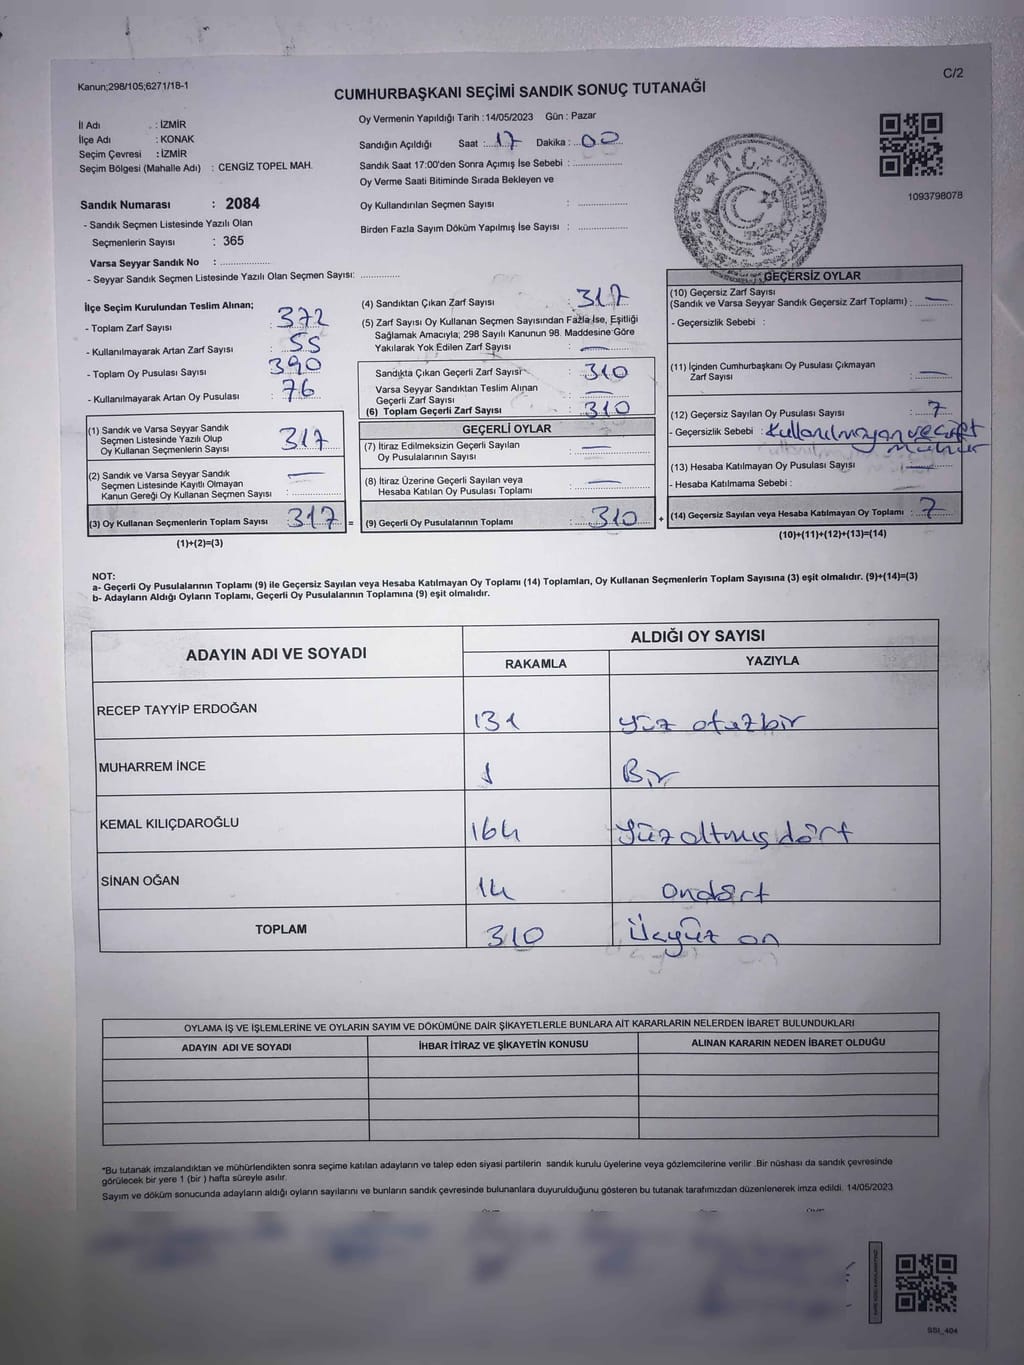 Kanun;298/105;6271/18-1
C/2
CUMHURBAŞKANI SEÇİMİ SANDIK SONUÇ TUTANAĞI
İl Adı : İZMİR
İlçe Adı : KONAK
Seçim Çevresi : İZMİR
Seçim Bölgesi (Mahalle Adı) : CENGİZ TOPEL MAH.
Sandık Numarası : 2084
- Sandık Seçmen Listesinde Yazılı Olan
Seçmenlerin Sayısı : 365
Varsa Seyyar Sandık No :
- Seyyar Sandık Seçmen Listesinde Yazılı Olan Seçmen Sayısı:
Oy Vermenin Yapıldığı Tarih :14/05/2023 Gün : Pazar
Sandığın Açıldığı Saat : 17 Dakika : 00
Sandık Saat 17:00'den Sonra Açımış İse Sebebi :
Oy Verme Saati Bitiminde Sırada Bekleyen ve
Oy Kullandırılan Seçmen Sayısı :
Birden Fazla Sayım Döküm Yapılmış İse Sayısı :
T.C.
1093798078
İlçe Seçim Kurulundan Teslim Alınan;
- Toplam Zarf Sayısı : 372
- Kullanılmayarak Artan Zarf Sayısı : 55
- Toplam Oy Pusulası Sayısı : 390
- Kullanılmayarak Artan Oy Pusulası : 76
(1) Sandık ve Varsa Seyyar Sandık
Seçmen Listesinde Yazılı Olup
Oy Kullanan Seçmenlerin Sayısı : 317
(2) Sandık ve Varsa Seyyar Sandık
Seçmen Listesinde Kayıtlı Olmayan
Kanun Gereği Oy Kullanan Seçmen Sayısı : —
(3) Oy Kullanan Seçmenlerin Toplam Sayısı : 317 =
(1)+(2)=(3)
(4) Sandıktan Çıkan Zarf Sayısı : 317
(5) Zarf Sayısı Oy Kullanan Seçmen Sayısından Fazla İse, Eşitliği
Sağlamak Amacıyla; 298 Sayılı Kanunun 98. Maddesine Göre
Yakılarak Yok Edilen Zarf Sayısı : —
Sandıkta Çıkan Geçerli Zarf Sayısı : 310
Varsa Seyyar Sandıktan Teslim Alınan
Geçerli Zarf Sayısı : —
(6) Toplam Geçerli Zarf Sayısı : 310
GEÇERLİ OYLAR
(7) İtiraz Edilmeksizin Geçerli Sayılan
Oy Pusulalarının Sayısı : —
(8) İtiraz Üzerine Geçerli Sayılan veya
Hesaba Katılan Oy Pusulası Toplamı : —
(9) Geçerli Oy Pusulalarının Toplamı : 310 +
GEÇERSİZ OYLAR
(10) Geçersiz Zarf Sayısı
(Sandık ve Varsa Seyyar Sandık Geçersiz Zarf Toplamı) : —
- Geçersizlik Sebebi :
(11) İçinden Cumhurbaşkanı Oy Pusulası Çıkmayan
Zarf Sayısı : —
(12) Geçersiz Sayılan Oy Pusulası Sayısı : 7
- Geçersizlik Sebebi : Kullanılmayan ve Çift
Mühür
(13) Hesaba Katılmayan Oy Pusulası Sayısı : —
- Hesaba Katılmama Sebebi :
(14) Geçersiz Sayılan veya Hesaba Katılmayan Oy Toplamı : 7
(10)+(11)+(12)+(13)=(14)
NOT:
a- Geçerli Oy Pusulalarının Toplamı (9) ile Geçersiz Sayılan veya Hesaba Katılmayan Oy Toplamı (14) Toplamları, Oy Kullanan Seçmenlerin Toplam Sayısına (3) eşit olmalıdır. (9)+(14)=(3)
b- Adayların Aldığı Oyların Toplamı, Geçerli Oy Pusulalarının Toplamına (9) eşit olmalıdır.
ADAYIN ADI VE SOYADI
ALDIĞI OY SAYISI
RAKAMLA YAZIYLA
RECEP TAYYİP ERDOĞAN 131 Yüz otuzbir
MUHARREM İNCE 1 Bir
KEMAL KILIÇDAROĞLU 164 Yüzaltmış dört
SİNAN OĞAN 14 Ondört
TOPLAM 310 Üçyüz on
OYLAMA İŞ VE İŞLEMLERİNE VE OYLARIN SAYIM VE DÖKÜMÜNE DAİR ŞİKAYETLERLE BUNLARA AİT KARARLARIN NELERDEN İBARET BULUNDUKLARI
ADAYIN ADI VE SOYADI İHBAR İTİRAZ VE ŞİKAYETİN KONUSU ALINAN KARARIN NEDEN İBARET OLDUĞU
*Bu tutanak imzalandıktan ve mühürlendikten sonra seçime katılan adayların ve talep eden siyasi partilerin sandık kurulu üyelerine veya gözlemcilerine verilir .Bir nüshası da sandık çevresinde
görülecek bir yere 1 (bir ) hafta süreyle asılır.
Sayım ve döküm sonucunda adayların aldığı oyların sayılarını ve bunların sandık çevresinde bulunanlara duyurulduğunu gösteren bu tutanak tarafımızdan düzenlenerek imza edildi. 14/05/2023
SSI_404